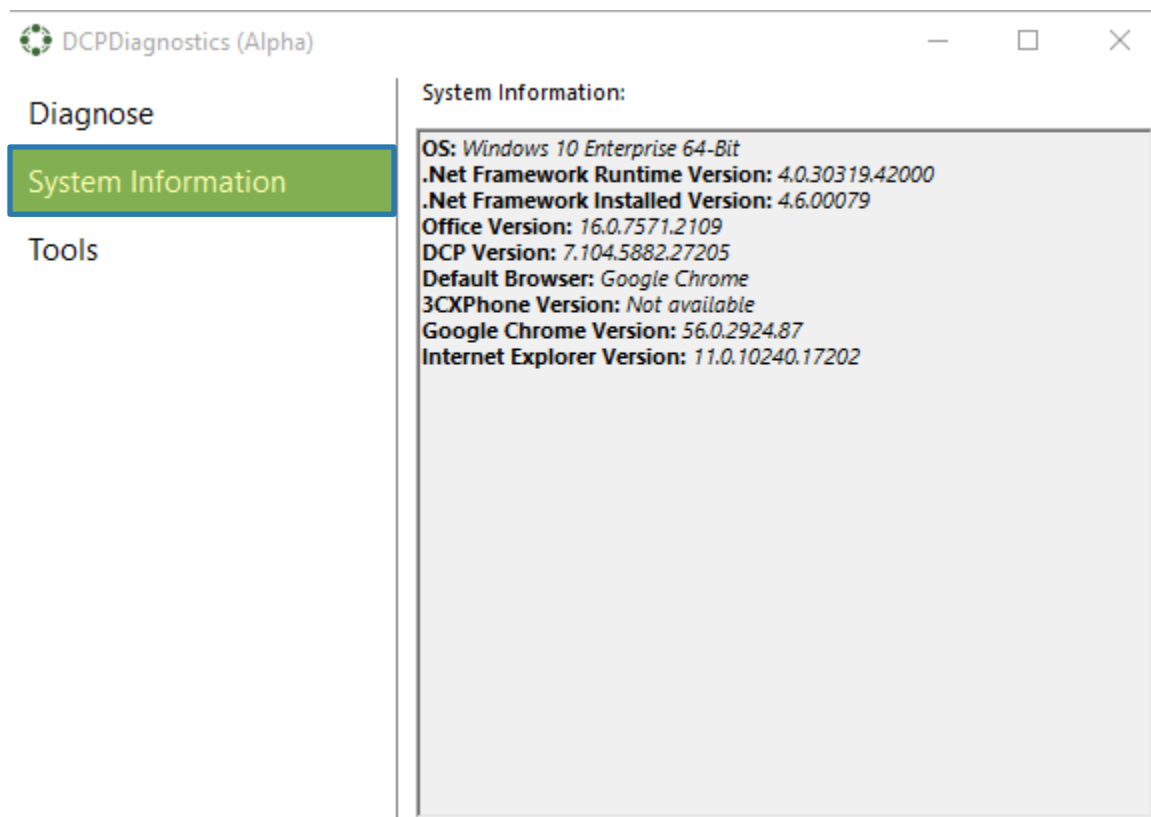 DCPDiagnostics (Alpha)
Diagnose
System Information
Tools
System Information:
OS: Windows 10 Enterprise 64-Bit
.Net Framework Runtime Version: 4.0.30319.42000
.Net Framework Installed Version: 4.6.00079
Office Version: 16.0.7571.2109
DCP Version: 7.104.5882.27205
Default Browser: Google Chrome
3CXPhone Version: Not available
Google Chrome Version: 56.0.2924.87
Internet Explorer Version: 11.0.10240.17202